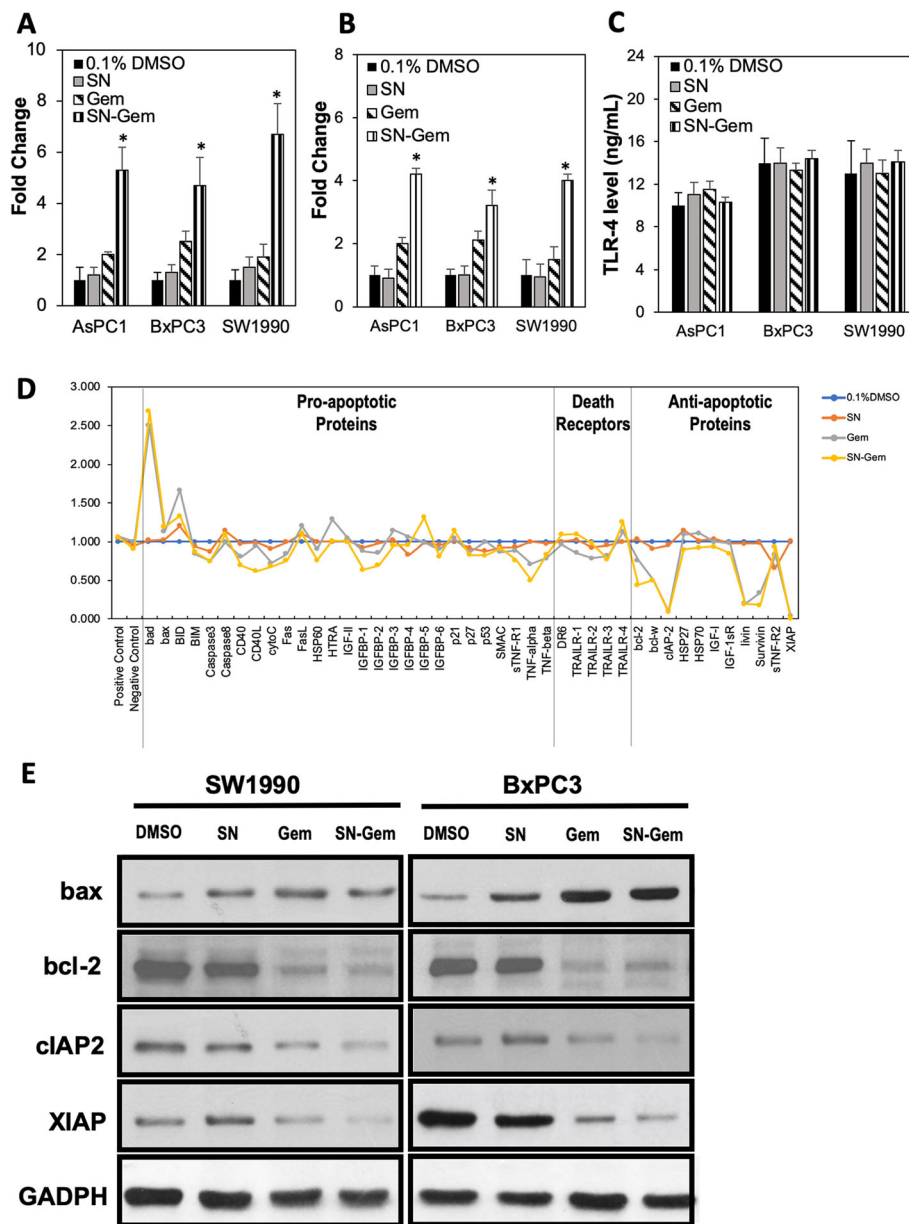 A
10
8
6
4
2
0
Fold Change
0.1% DMSO
SN
Gem
SN-Gem
*
*
*
AsPC1
BxPC3
SW1990
B
8
6
4
2
0
Fold Change
0.1% DMSO
SN
Gem
SN-Gem
*
*
*
AsPC1
BxPC3
SW1990
C
24
20
16
12
8
4
0
TLR-4 level (ng/mL)
0.1% DMSO
SN
Gem
SN-Gem
AsPC1
BxPC3
SW1990
D
3.000
2.500
2.000
1.500
1.000
0.500
0.000
Pro-apoptotic
Proteins
Death
Receptors
Anti-apoptotic
Proteins
0.1%DMSO
SN
Gem
SN-Gem
Positive Control
Negative Control
bad
bax
BID
BIM
Caspase3
Caspase8
CD40
CD40L
cytoC
Fas
FasL
HSP60
HTRA
IGF-II
IGFBP-1
IGFBP-2
IGFBP-3
IGFBP-4
IGFBP-5
IGFBP-6
p21
p27
p53
SMAC
sTNF-R1
TNF-alpha
TNF-beta
DR6
TRAILR-1
TRAILR-2
TRAILR-3
TRAILR-4
bcl-2
bcl-w
cIAP-2
HSP27
HSP70
IGF-I
IGF-1sR
livin
Survivin
sTNF-R2
XIAP
E
SW1990
BxPC3
DMSO SN Gem SN-Gem
DMSO SN Gem SN-Gem
bax
bcl-2
cIAP2
XIAP
GADPH